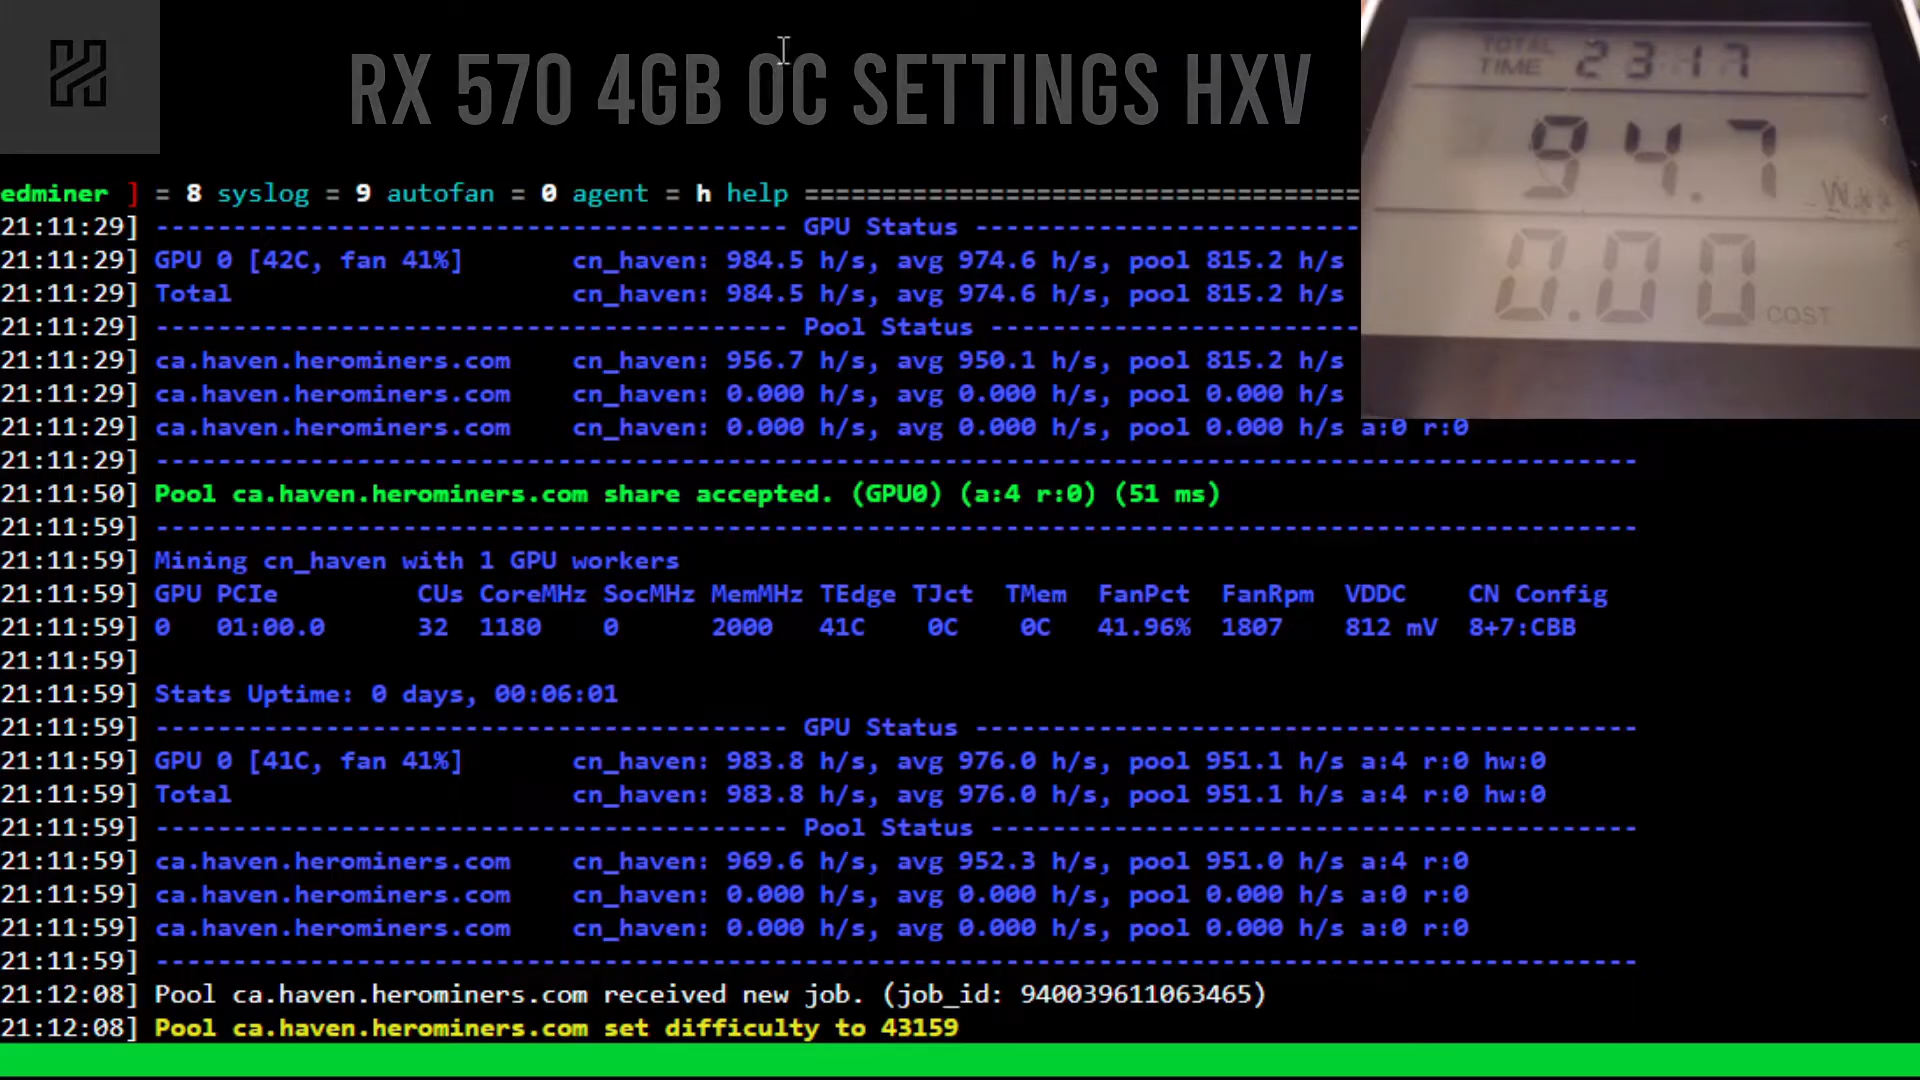 RX 570 4GB OC SETTINGS HXV
TOTAL TIME 23 17
94.7
0.00 COST
edminer ] = 8 syslog = 9 autofan = 0 agent = h help ====================================
21:11:29] ----------------------------------------- GPU Status -------------------------
21:11:29] GPU 0 [42C, fan 41%] cn_haven: 984.5 h/s, avg 974.6 h/s, pool 815.2 h/s
21:11:29] Total cn_haven: 984.5 h/s, avg 974.6 h/s, pool 815.2 h/s
21:11:29] ----------------------------------------- Pool Status ------------------------
21:11:29] ca.haven.herominers.com cn_haven: 956.7 h/s, avg 950.1 h/s, pool 815.2 h/s
21:11:29] ca.haven.herominers.com cn_haven: 0.000 h/s, avg 0.000 h/s, pool 0.000 h/s
21:11:29] ca.haven.herominers.com cn_haven: 0.000 h/s, avg 0.000 h/s, pool 0.000 h/s a:0 r:0
21:11:29] ------------------------------------------------------------------------------------------------
21:11:50] Pool ca.haven.herominers.com share accepted. (GPU0) (a:4 r:0) (51 ms)
21:11:59] ------------------------------------------------------------------------------------------------
21:11:59] Mining cn_haven with 1 GPU workers
21:11:59] GPU PCIe CUs CoreMHz SocMHz MemMHz TEdge TJct TMem FanPct FanRpm VDDC CN Config
21:11:59] 0 01:00.0 32 1180 0 2000 41C 0C 0C 41.96% 1807 812 mV 8+7:CBB
21:11:59]
21:11:59] Stats Uptime: 0 days, 00:06:01
21:11:59] ----------------------------------------- GPU Status -------------------------------------------
21:11:59] GPU 0 [41C, fan 41%] cn_haven: 983.8 h/s, avg 976.0 h/s, pool 951.1 h/s a:4 r:0 hw:0
21:11:59] Total cn_haven: 983.8 h/s, avg 976.0 h/s, pool 951.1 h/s a:4 r:0 hw:0
21:11:59] ----------------------------------------- Pool Status ------------------------------------------
21:11:59] ca.haven.herominers.com cn_haven: 969.6 h/s, avg 952.3 h/s, pool 951.0 h/s a:4 r:0
21:11:59] ca.haven.herominers.com cn_haven: 0.000 h/s, avg 0.000 h/s, pool 0.000 h/s a:0 r:0
21:11:59] ca.haven.herominers.com cn_haven: 0.000 h/s, avg 0.000 h/s, pool 0.000 h/s a:0 r:0
21:11:59] ------------------------------------------------------------------------------------------------
21:12:08] Pool ca.haven.herominers.com received new job. (job_id: 940039611063465)
21:12:08] Pool ca.haven.herominers.com set difficulty to 43159